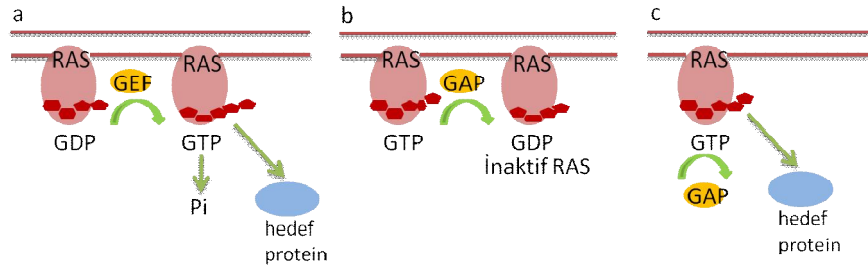 a
RAS
RAS
GEF
GDP
GTP
Pi
hedef
protein
b
RAS
RAS
GAP
GTP
GDP
İnaktif RAS
c
RAS
GTP
GAP
hedef
protein